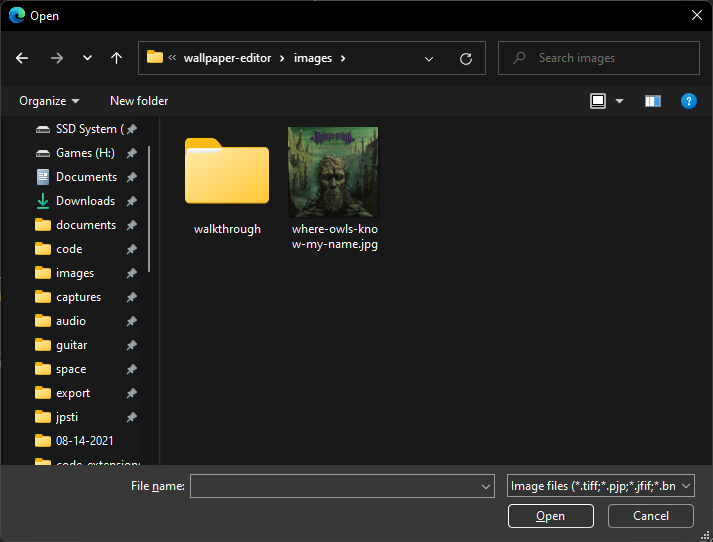 Open
wallpaper-editor
images
Search images
Organize
New folder
SSD System (
Games (H:)
Documents
Downloads
documents
code
images
captures
audio
guitar
space
export
jpsti
08-14-2021
code_extension
walkthrough
where-owls-kno
w-my-name.jpg
File name:
Image files (*.tiff;*.pjp;*.jfif;*.bn
Open
Cancel